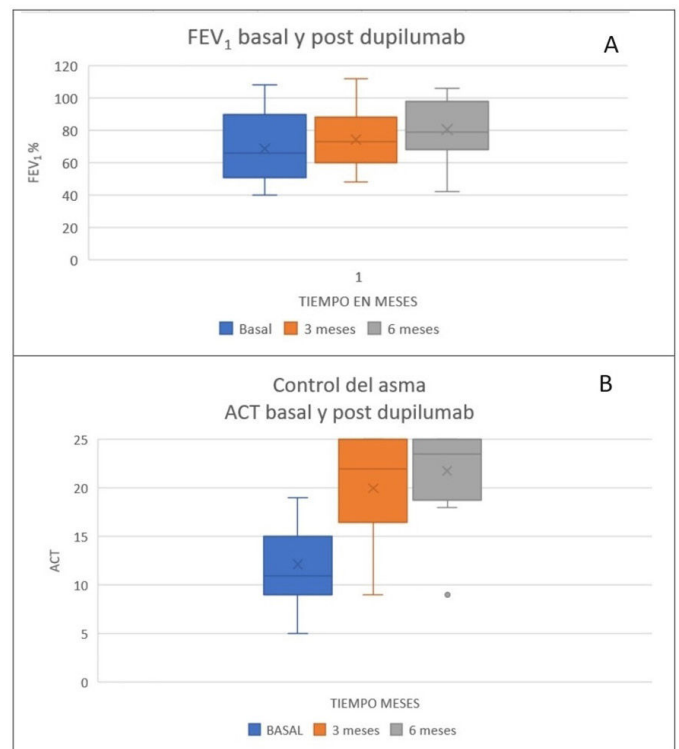 FEV₁ basal y post dupilumab
A
120
100
80
60
40
20
0
FEV₁ %
1
TIEMPO EN MESES
Basal 3 meses 6 meses
Control del asma
B
ACT basal y post dupilumab
25
20
15
10
5
0
ACT
TIEMPO MESES
BASAL 3 meses 6 meses